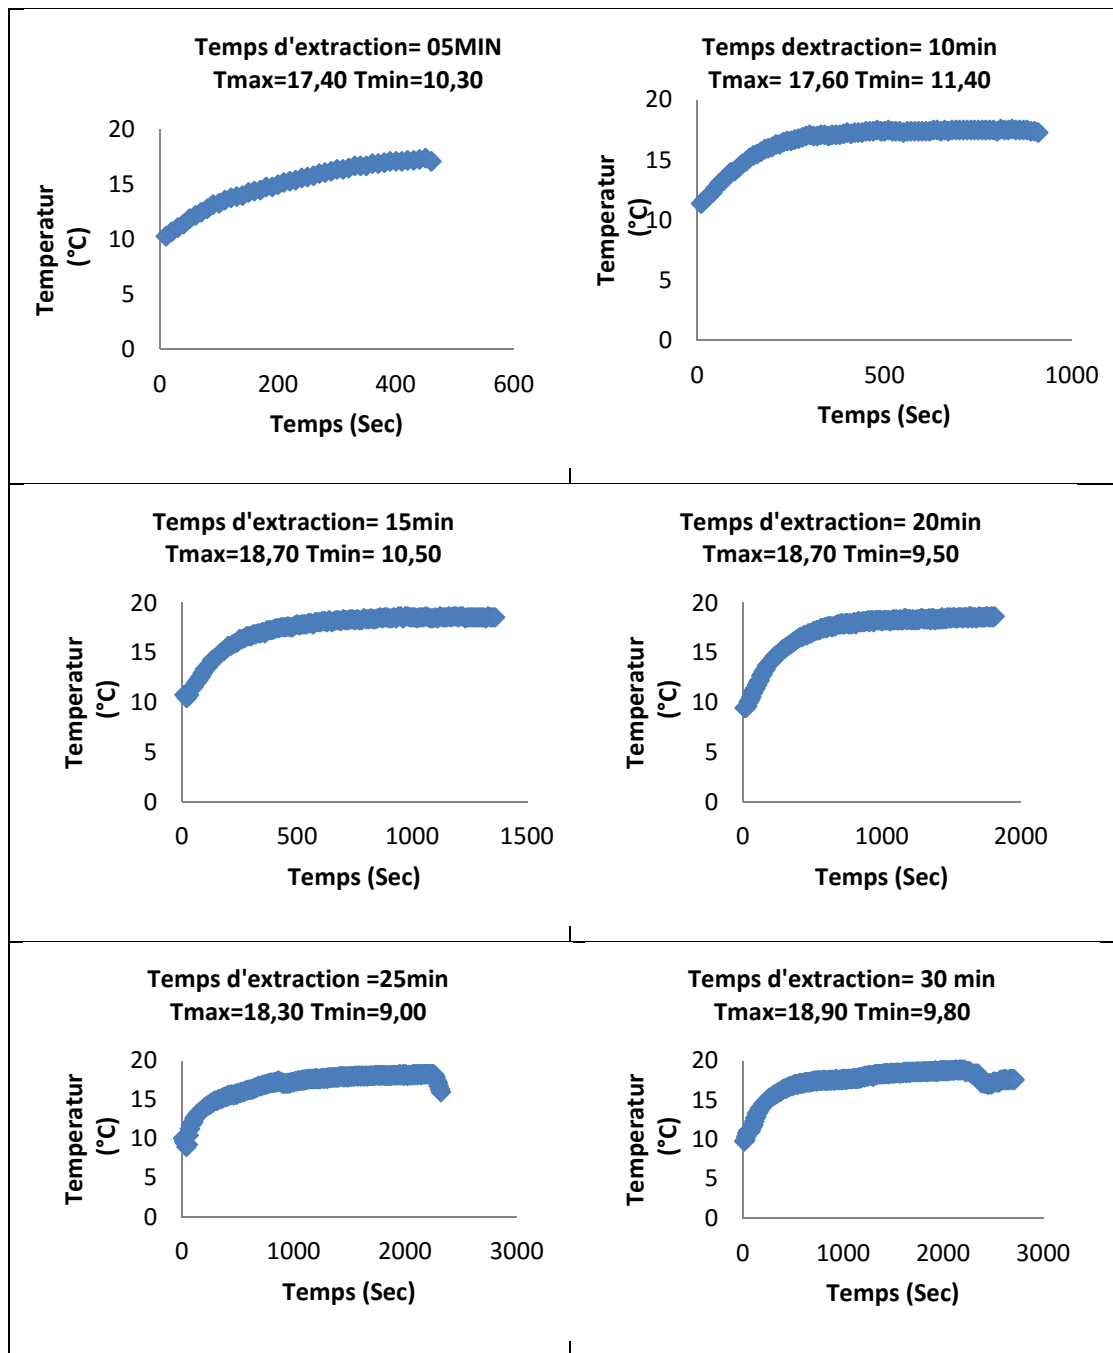 Temps d'extraction= 05MIN
Tmax=17,40 Tmin=10,30
Temperatur
(°C)
20
15
10
5
0
0 200 400 600
Temps (Sec)
Temps dextraction= 10min
Tmax= 17,60 Tmin= 11,40
Temperatur
(°C)
20
15
10
5
0
0 500 1000
Temps (Sec)
Temps d'extraction= 15min
Tmax=18,70 Tmin= 10,50
Temperatur
(°C)
20
15
10
5
0
0 500 1000 1500
Temps (Sec)
Temps d'extraction= 20min
Tmax=18,70 Tmin=9,50
Temperatur
(°C)
20
15
10
5
0
0 1000 2000
Temps (Sec)
Temps d'extraction =25min
Tmax=18,30 Tmin=9,00
Temperatur
(°C)
20
15
10
5
0
0 1000 2000 3000
Temps (Sec)
Temps d'extraction= 30 min
Tmax=18,90 Tmin=9,80
Temperatur
(°C)
20
15
10
5
0
0 1000 2000 3000
Temps (Sec)